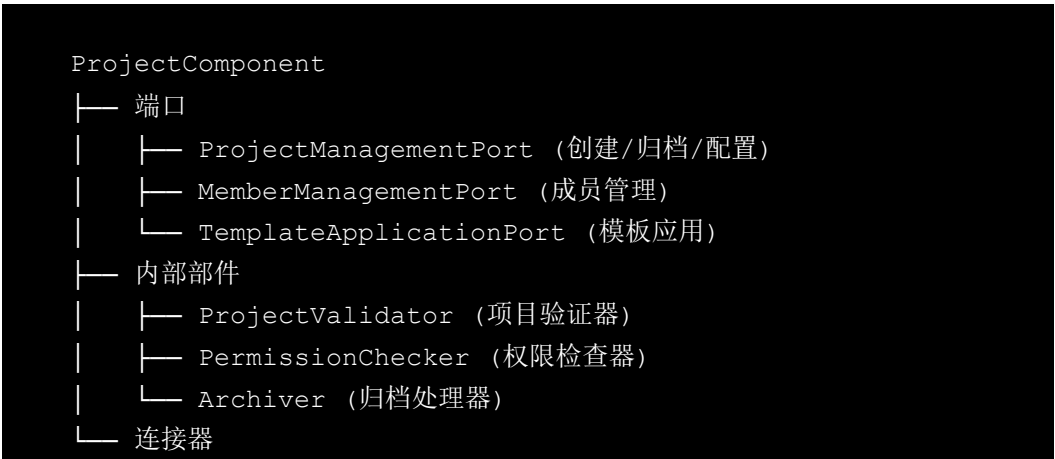 ProjectComponent
├── 端口
│   ├── ProjectManagementPort (创建/归档/配置)
│   ├── MemberManagementPort (成员管理)
│   └── TemplateApplicationPort (模板应用)
├── 内部部件
│   ├── ProjectValidator (项目验证器)
│   ├── PermissionChecker (权限检查器)
│   └── Archiver (归档处理器)
└── 连接器